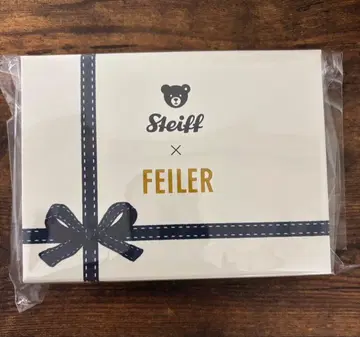 Steiff
×
FEILER